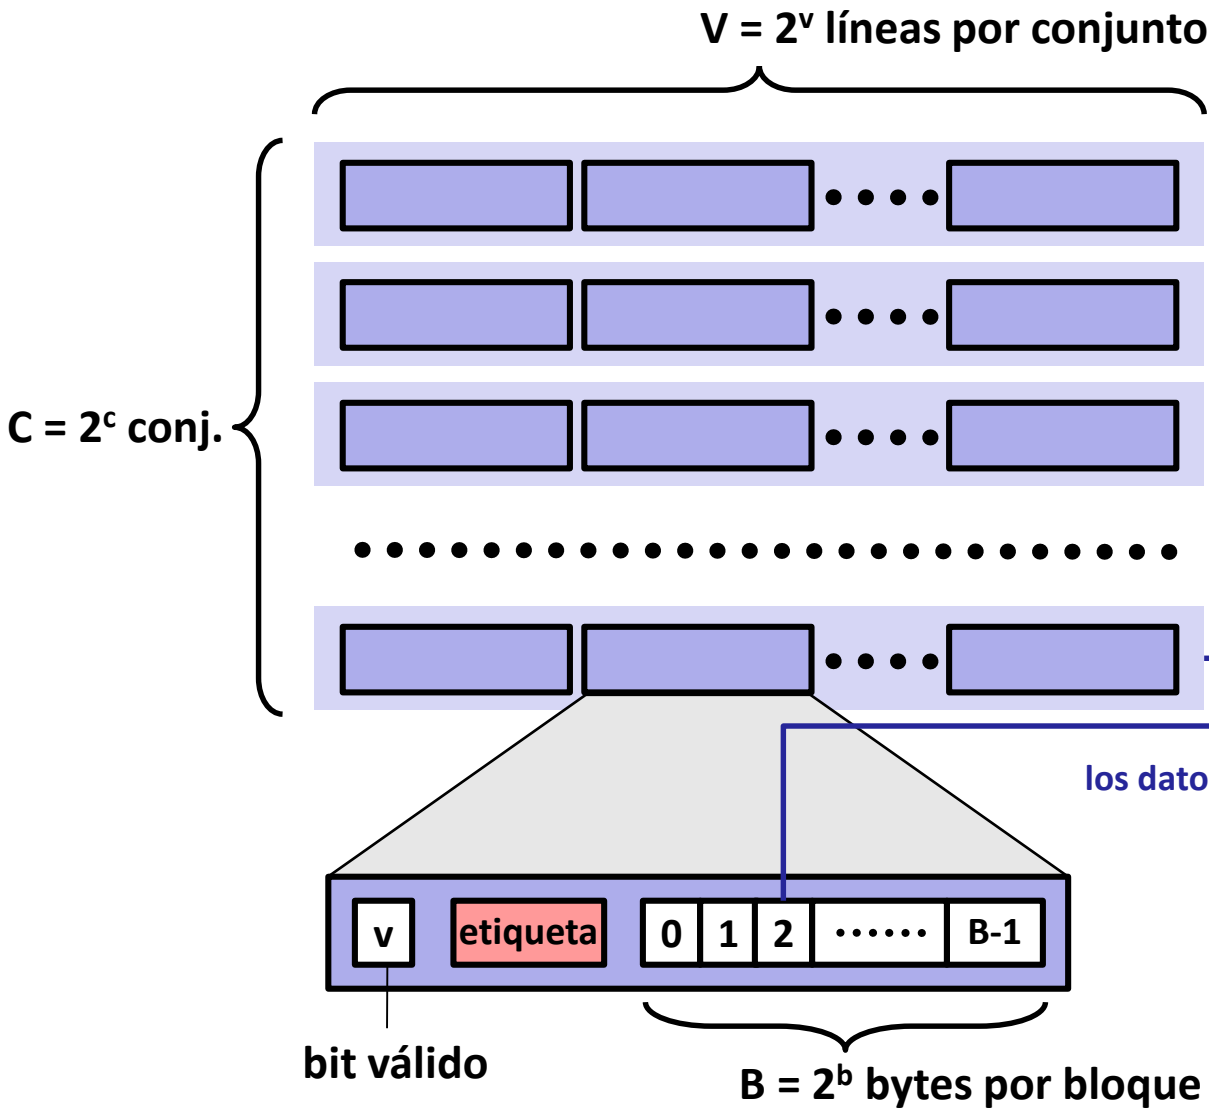 V = 2ᵛ líneas por conjunto
C = 2ᶜ conj.
los dato
v etiqueta 0 1 2 •••••• B-1
bit válido
B = 2ᵇ bytes por bloque